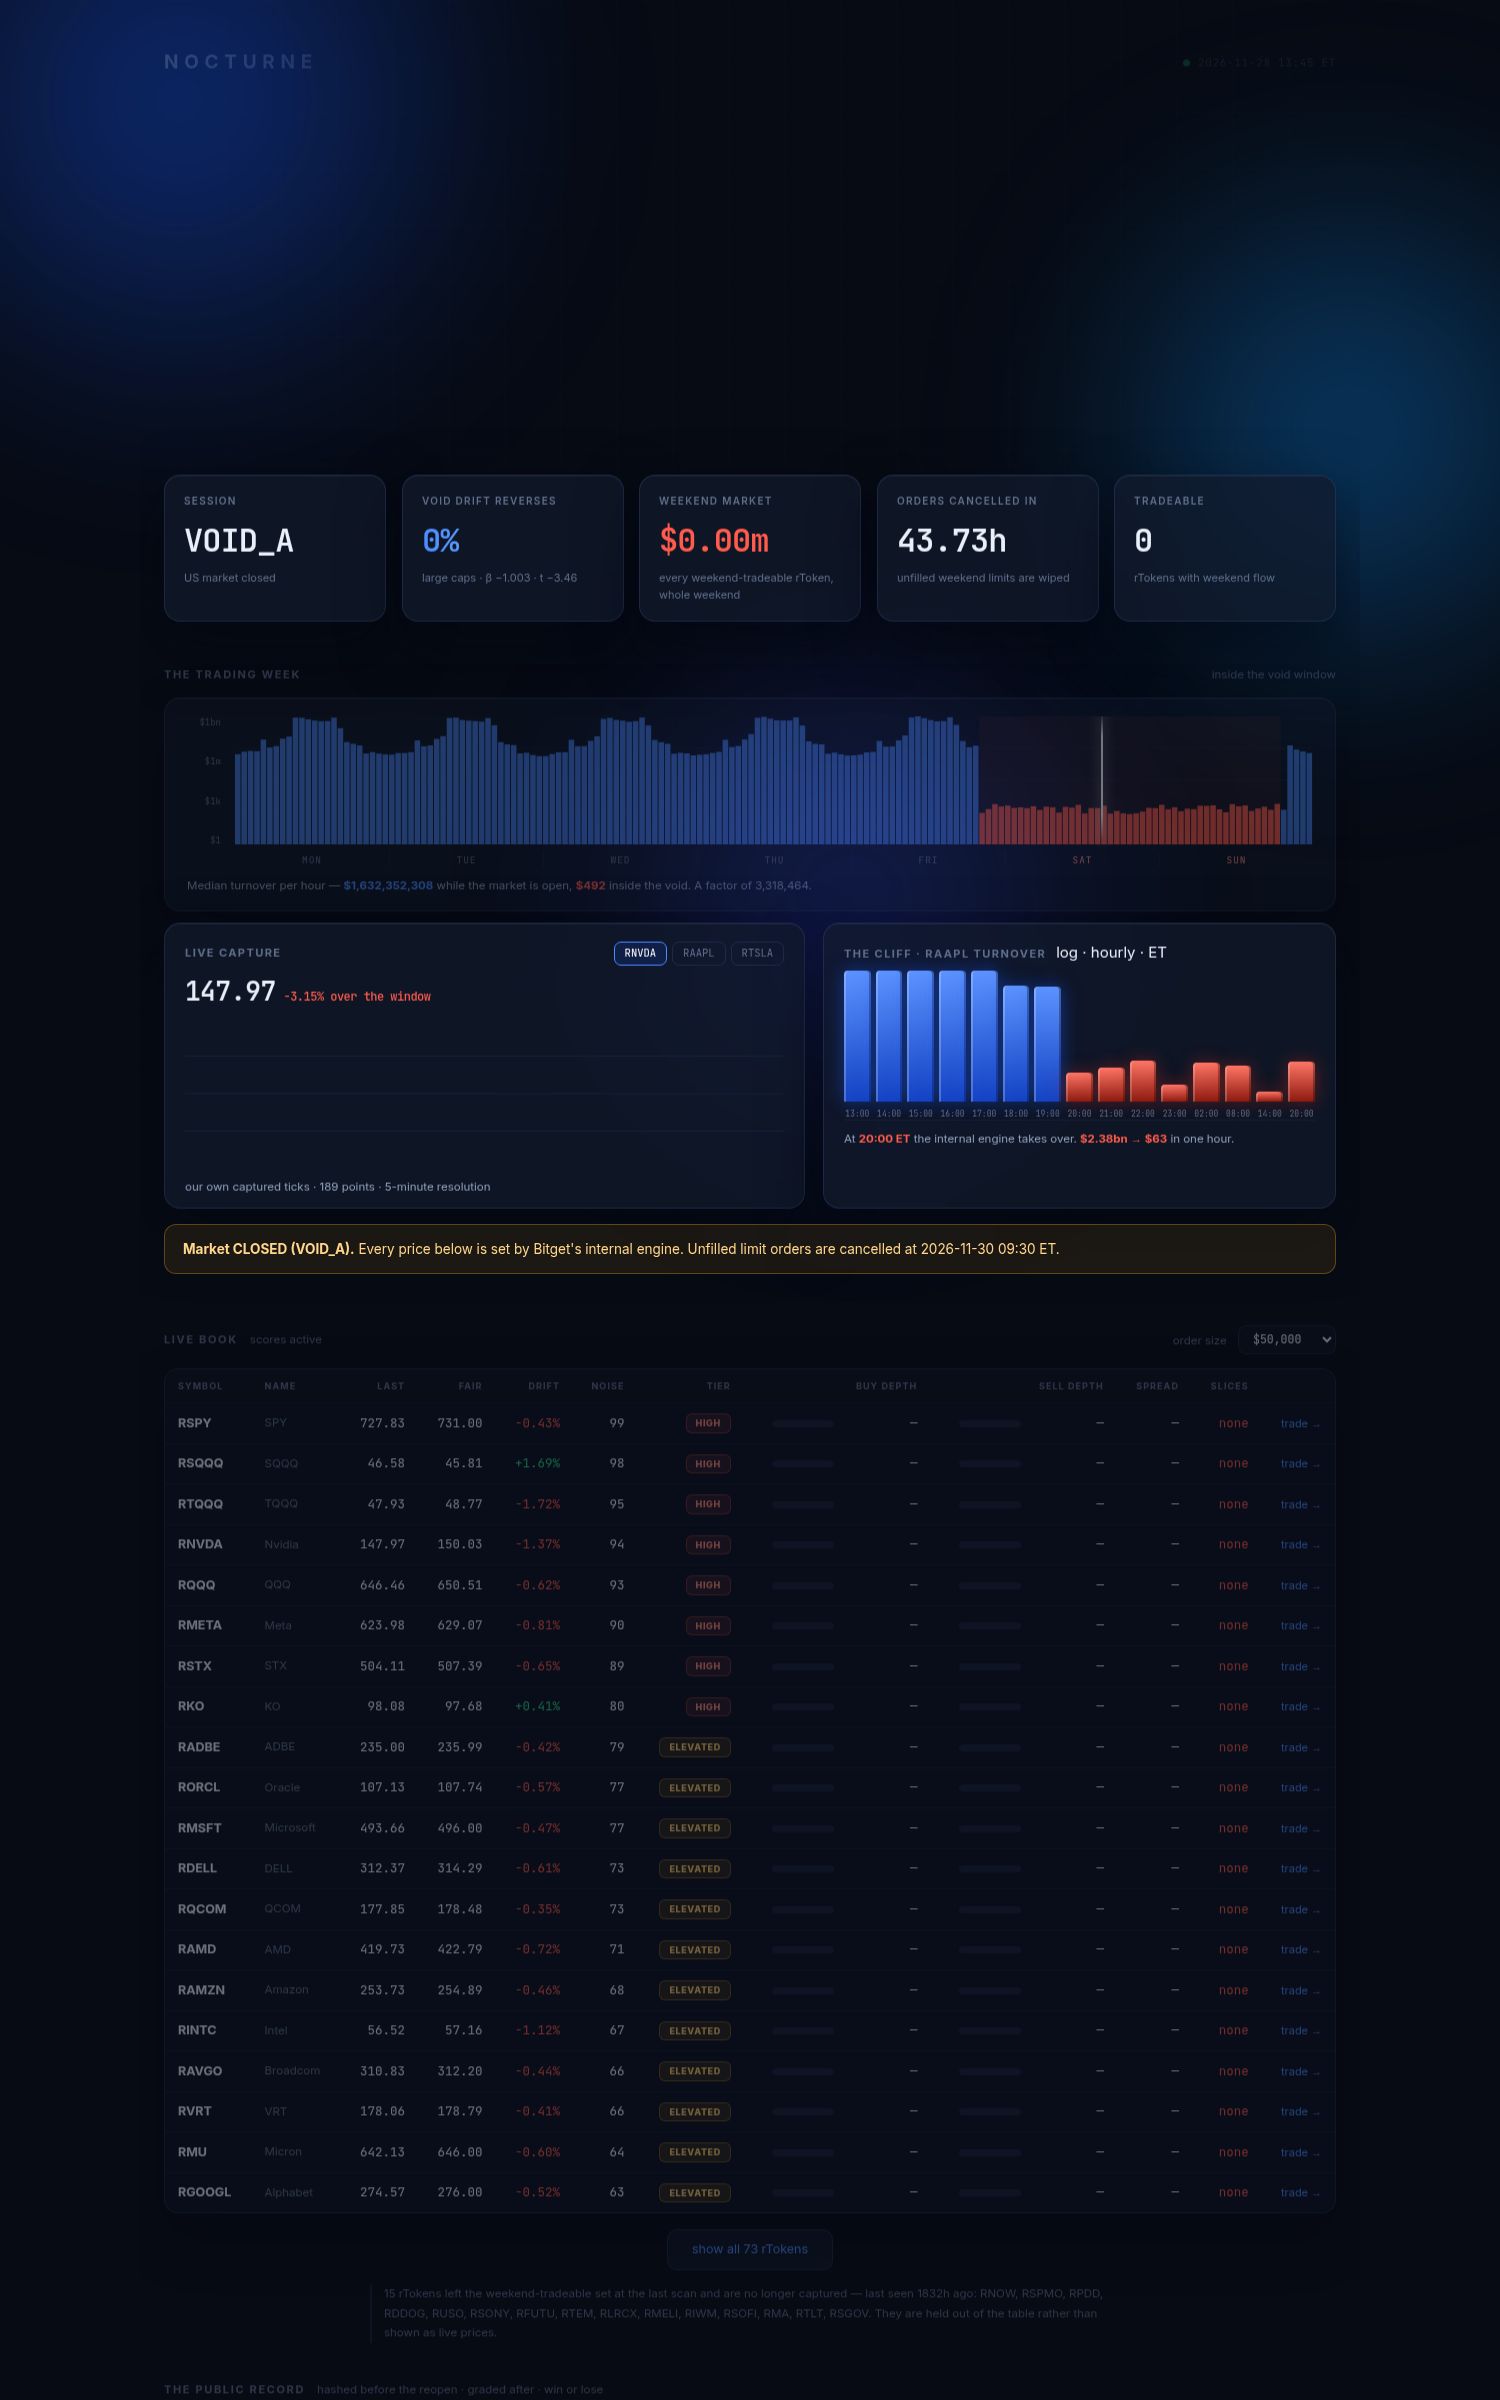 NOCTURNE
2026-11-28 13:45 ET
SESSION
VOID_A
US market closed
VOID DRIFT REVERSES
0%
large caps · β −1.003 · t −3.46
WEEKEND MARKET
$0.00m
every weekend-tradeable rToken,
whole weekend
ORDERS CANCELLED IN
43.73h
unfilled weekend limits are wiped
TRADEABLE
0
rTokens with weekend flow
THE TRADING WEEK
inside the void window
$1bn
$1m
$1k
$1
MON TUE WED THU FRI SAT SUN
Median turnover per hour — $1,632,352,308 while the market is open, $492 inside the void. A factor of 3,318,464.
LIVE CAPTURE
RNVDA RAAPL RTSLA
147.97 -3.15% over the window
our own captured ticks · 189 points · 5-minute resolution
THE CLIFF · RAAPL TURNOVER log · hourly · ET
13:00 14:00 15:00 16:00 17:00 18:00 19:00 20:00 21:00 22:00 23:00 02:00 08:00 14:00 20:00
At 20:00 ET the internal engine takes over. $2.38bn → $63 in one hour.
Market CLOSED (VOID_A). Every price below is set by Bitget's internal engine. Unfilled limit orders are cancelled at 2026-11-30 09:30 ET.
LIVE BOOK scores active
order size $50,000
SYMBOL NAME LAST FAIR DRIFT NOISE TIER BUY DEPTH SELL DEPTH SPREAD SLICES
RSPY SPY 727.83 731.00 -0.43% 99 HIGH — — — none trade →
RSQQQ SQQQ 46.58 45.81 +1.69% 98 HIGH — — — none trade →
RTQQQ TQQQ 47.93 48.77 -1.72% 95 HIGH — — — none trade →
RNVDA Nvidia 147.97 150.03 -1.37% 94 HIGH — — — none trade →
RQQQ QQQ 646.46 650.51 -0.62% 93 HIGH — — — none trade →
RMETA Meta 623.98 629.07 -0.81% 90 HIGH — — — none trade →
RSTX STX 504.11 507.39 -0.65% 89 HIGH — — — none trade →
RKO KO 98.08 97.68 +0.41% 80 HIGH — — — none trade →
RADBE ADBE 235.00 235.99 -0.42% 79 ELEVATED — — — none trade →
RORCL Oracle 107.13 107.74 -0.57% 77 ELEVATED — — — none trade →
RMSFT Microsoft 493.66 496.00 -0.47% 77 ELEVATED — — — none trade →
RDELL DELL 312.37 314.29 -0.61% 73 ELEVATED — — — none trade →
RQCOM QCOM 177.85 178.48 -0.35% 73 ELEVATED — — — none trade →
RAMD AMD 419.73 422.79 -0.72% 71 ELEVATED — — — none trade →
RAMZN Amazon 253.73 254.89 -0.46% 68 ELEVATED — — — none trade →
RINTC Intel 56.52 57.16 -1.12% 67 ELEVATED — — — none trade →
RAVGO Broadcom 310.83 312.20 -0.44% 66 ELEVATED — — — none trade →
RVRT VRT 178.06 178.79 -0.41% 66 ELEVATED — — — none trade →
RMU Micron 642.13 646.00 -0.60% 64 ELEVATED — — — none trade →
RGOOGL Alphabet 274.57 276.00 -0.52% 63 ELEVATED — — — none trade →
show all 73 rTokens
15 rTokens left the weekend-tradeable set at the last scan and are no longer captured — last seen 1832h ago: RNOW, RSPMO, RPDD,
RDDOG, RUSO, RSONY, RFUTU, RTEM, RLRCX, RMELI, RIWM, RSOFI, RMA, RTLT, RSGOV. They are held out of the table rather than
shown as live prices.
THE PUBLIC RECORD hashed before the reopen · graded after · win or lose